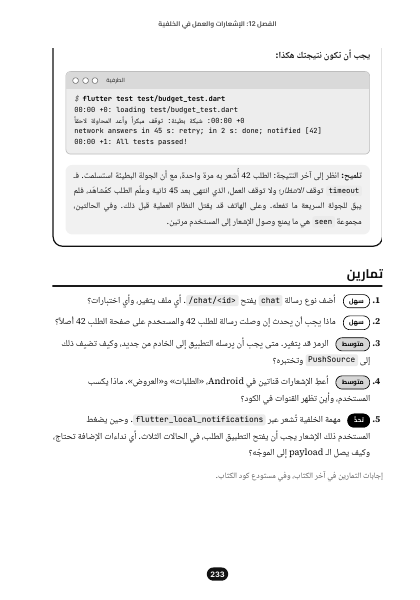 الفصل 12: الإشعارات والعمل في الخلفية
يجب أن تكون نتيجتك هكذا:
الطرفية
$ flutter test test/budget_test.dart
00:00 +0: loading test/budget_test.dart
00:00 +0: شبكة بطيئة: توقف مبكراً وأعد المحاولة لاحقاً
network answers in 45 s: retry; in 2 s: done; notified [42]
00:00 +1: All tests passed!
تلميح: انظر إلى آخر النتيجة: الطلب 42 أُشعر به مرة واحدة، مع أن الجولة البطيئة استسلمت. فـ
timeout توقف الانتظار؛ ولا توقف العمل، الذي انتهى بعد 45 ثانية وعلّم الطلب كمُشاهَد، فلم
يبق للجولة السريعة ما تفعله. وعلى الهاتف قد يقتل النظام العملية قبل ذلك. وفي الحالتين،
مجموعة seen هي ما يمنع وصول الإشعار إلى المستخدم مرتين.
تمارين
1. سهل أضف نوع رسالة chat يفتح /chat/<id>. أي ملف يتغير، وأي اختبارات؟
2. سهل ماذا يجب أن يحدث إن وصلت رسالة للطلب 42 والمستخدم على صفحة الطلب 42 أصلاً؟
3. متوسط الرمز قد يتغير. متى يجب أن يرسله التطبيق إلى الخادم من جديد، وكيف تضيف ذلك
إلى PushSource وتختبره؟
4. متوسط أعطِ الإشعارات قناتين في Android، «الطلبات» و«العروض». ماذا يكسب
المستخدم، وأين تظهر القنوات في الكود؟
5. تحدٍّ مهمة الخلفية تُشعر عبر flutter_local_notifications. وحين يضغط
المستخدم ذلك الإشعار يجب أن يفتح التطبيق الطلب، في الحالات الثلاث. أي نداءات الإضافة تحتاج،
وكيف يصل الـ payload إلى الموجّه؟
إجابات التمارين في آخر الكتاب، وفي مستودع كود الكتاب.
233